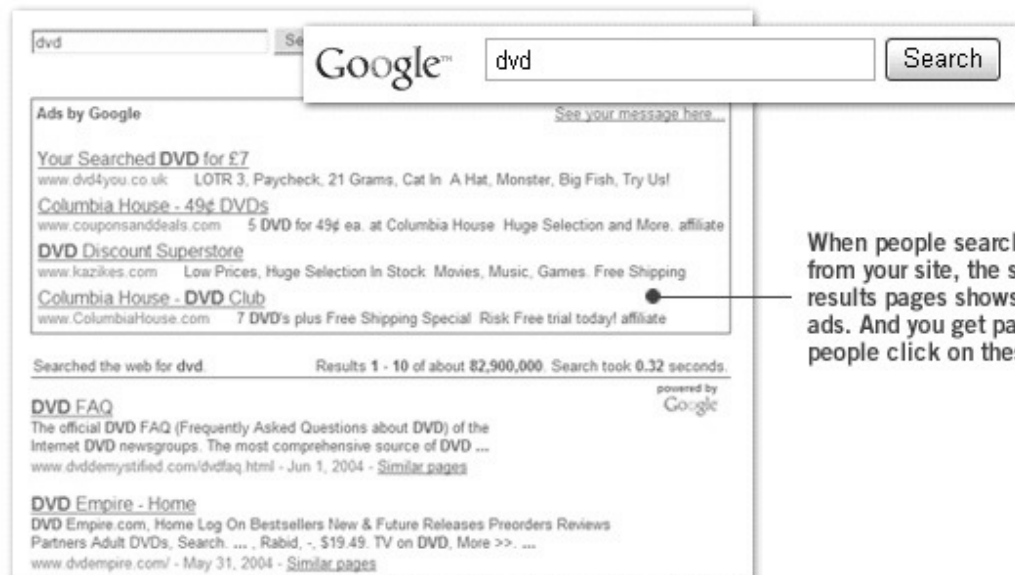 dvd
Google™ dvd Search
Ads by Google See your message here...
Your Searched DVD for £7
www.dvd4you.co.uk LOTR 3, Paycheck, 21 Grams, Cat In A Hat, Monster, Big Fish, Try Us!
Columbia House - 49¢ DVDs
www.couponsanddeals.com 5 DVD for 49¢ ea. at Columbia House Huge Selection and More. affiliate
DVD Discount Superstore
www.kazikes.com Low Prices, Huge Selection In Stock Movies, Music, Games. Free Shipping
Columbia House - DVD Club
www.ColumbiaHouse.com 7 DVD's plus Free Shipping Special Risk Free trial today! affiliate
When people search
from your site, the
results pages shows
ads. And you get
people click on
Searched the web for dvd. Results 1 - 10 of about 82,900,000. Search took 0.32 seconds.
powered by
Google
DVD FAQ
The official DVD FAQ (Frequently Asked Questions about DVD) of the
Internet DVD newsgroups. The most comprehensive source of DVD ...
www.dvddemystified.com/dvdfaq.html - Jun 1, 2004 - Similar pages
DVD Empire - Home
DVD Empire.com, Home Log On Bestsellers New & Future Releases Preorders Reviews
Partners Adult DVDs, Search. ... , Rabid, -, $19.49. TV on DVD, More >>. ...
www.dvdempire.com/ - May 31, 2004 - Similar pages